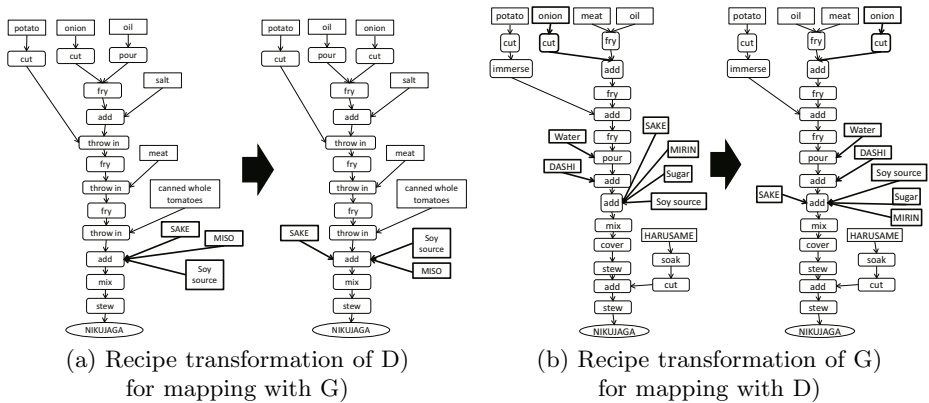 potato
onion
oil
cut
cut
pour
salt
fry
add
throw in
meat
fry
throw in
canned whole
tomatoes
fry
throw in
SAKE
MISO
add
Soy
source
mix
stew
NIKUJAGA
potato
oil
onion
cut
pour
cut
salt
fry
add
throw in
meat
fry
throw in
canned whole
tomatoes
fry
throw in
SAKE
Soy
source
add
MISO
mix
stew
NIKUJAGA
(a) Recipe transformation of D)
for mapping with G)
potato
onion
meat
oil
cut
cut
fry
immerse
add
fry
add
SAKE
Water
fry
MIRIN
pour
DASHI
Sugar
add
Soy source
add
mix
HARUSAME
cover
soak
stew
cut
add
stew
NIKUJAGA
potato
oil
meat
onion
cut
fry
cut
immerse
add
fry
add
Water
fry
pour
DASHI
add
Soy source
SAKE
Sugar
add
MIRIN
mix
HARUSAME
cover
soak
stew
cut
add
stew
NIKUJAGA
(b) Recipe transformation of G)
for mapping with D)